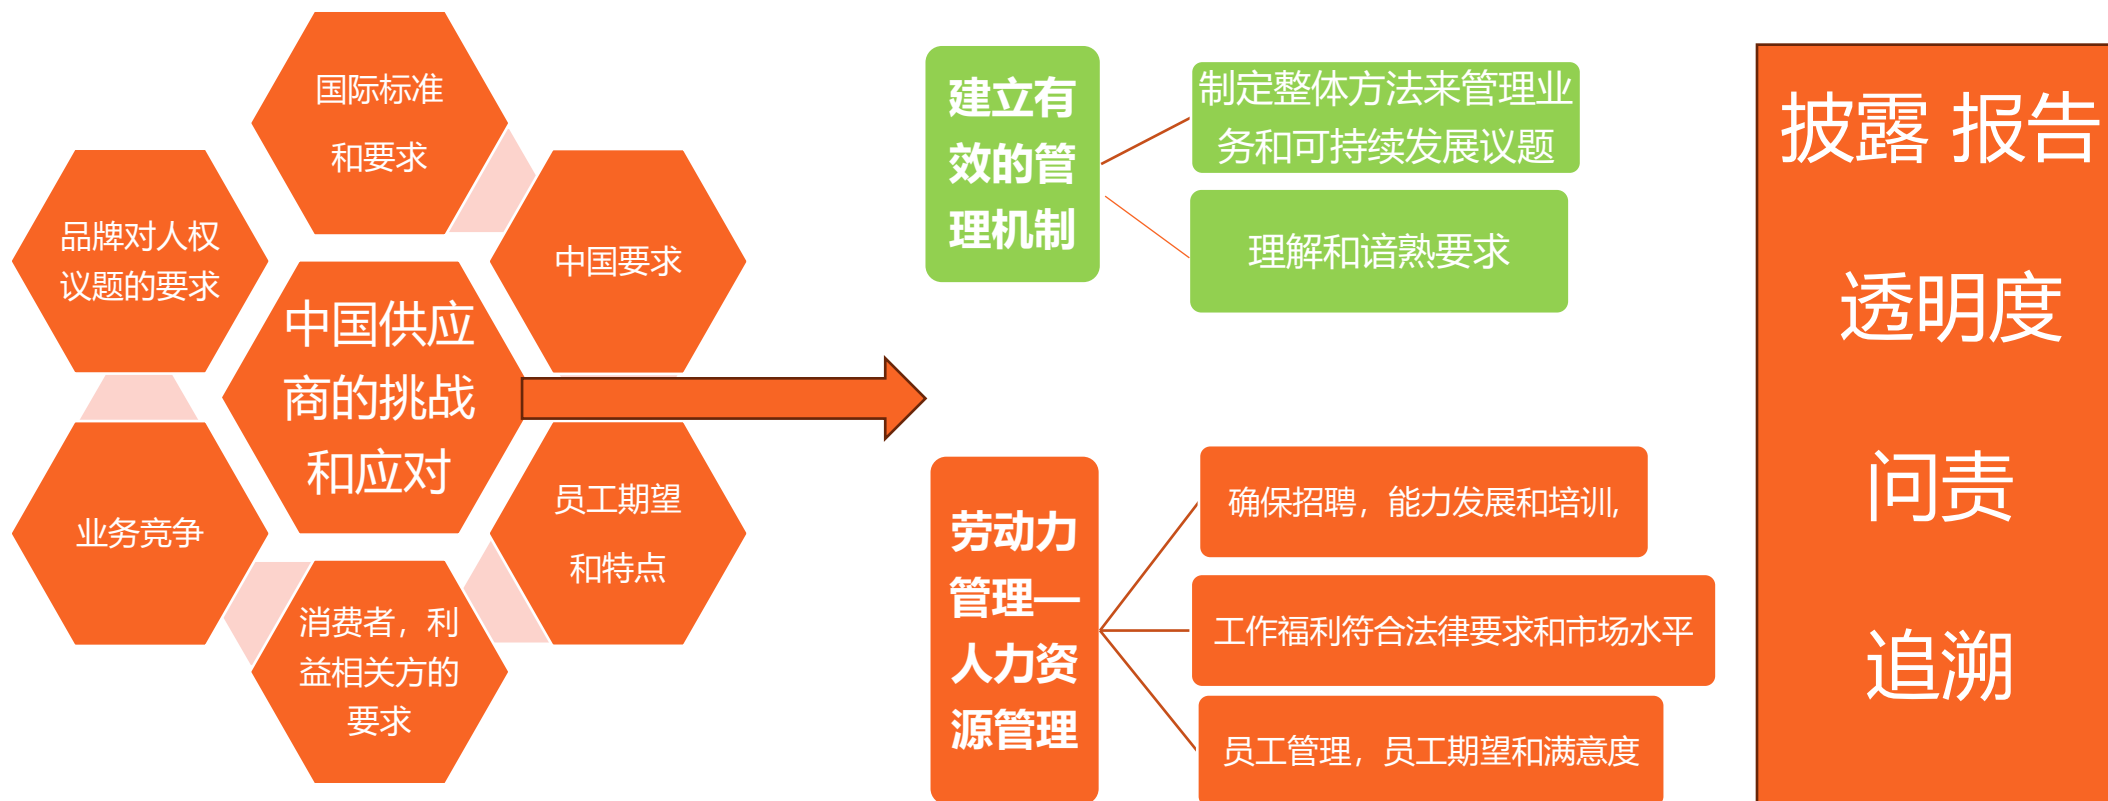 国际标准
和要求
中国要求
员工期望
和特点
消费者，利
益相关方的
要求
业务竞争
品牌对人权
议题的要求
中国供应
商的挑战
和应对
建立有
效的管
理机制
制定整体方法来管理业
务和可持续发展议题
理解和谙熟要求
劳动力
管理—
人力资
源管理
确保招聘，能力发展和培训,
工作福利符合法律要求和市场水平
员工管理，员工期望和满意度
披露 报告
透明度
问责
追溯